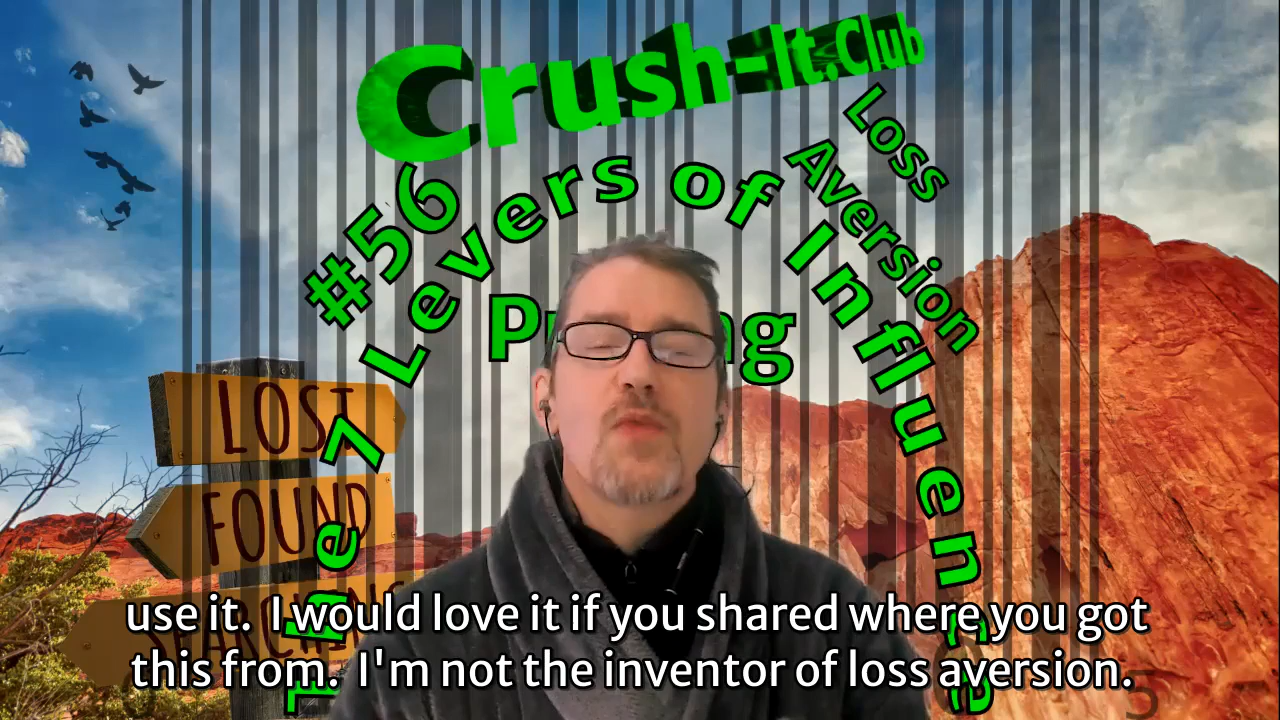 Crush-It.Club
#56
Loss
Aversion
The 7 Levers of Influence
LOST
FOUND
use it. I would love it if you shared where you got
this from. I'm not the inventor of loss aversion.
5